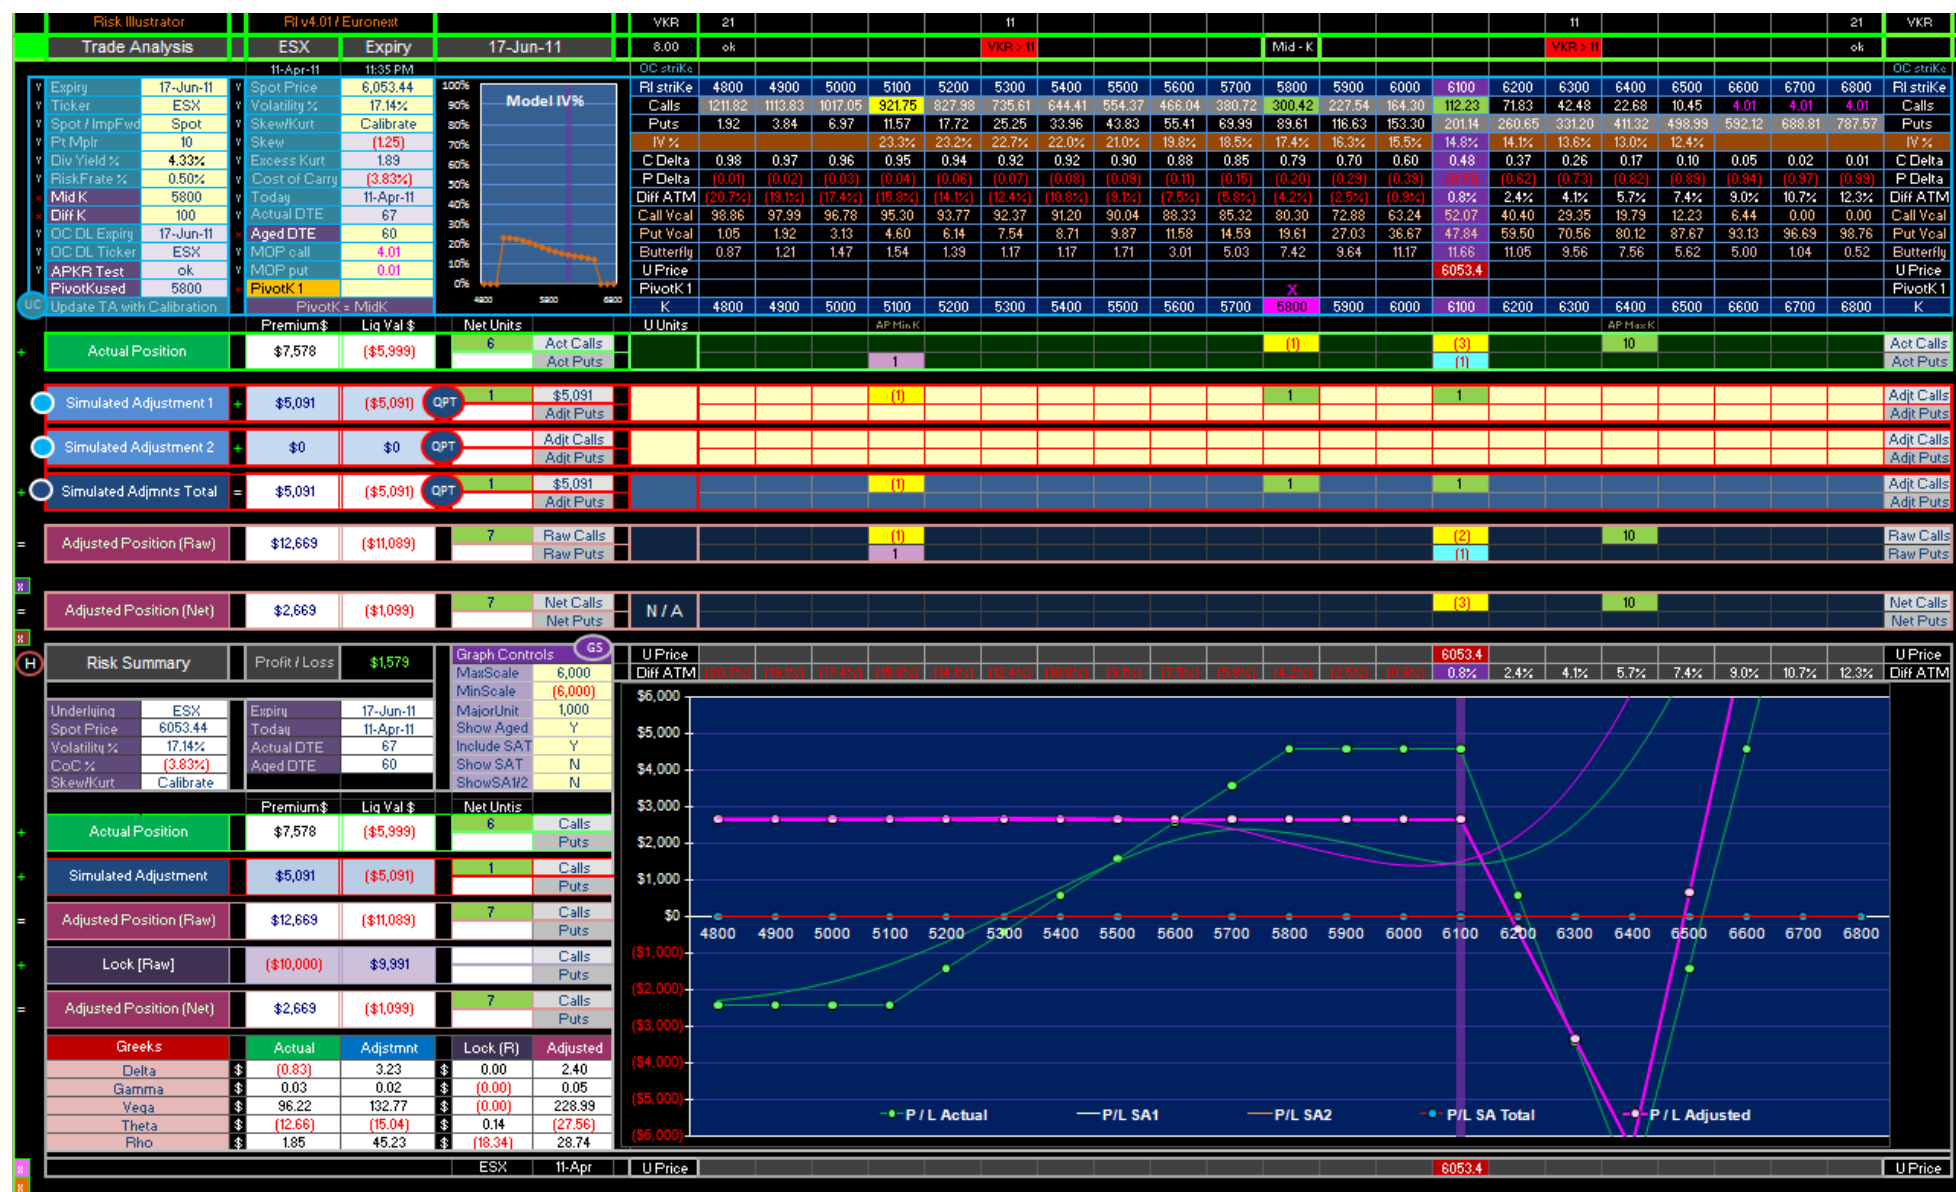 Risk Illustrator RI v4.01 / Euronext VKR 21 11 11 21 VKR
Trade Analysis ESX Expiry 17-Jun-11 8.00 ok VKR > 11 Mid - K VKR > 11 ok
11-Apr-11 11:35 PM OC striKe OC striKe
Y Expiry 17-Jun-11 Y Spot Price 6,053.44 100% RI striKe 4800 4900 5000 5100 5200 5300 5400 5500 5600 5700 5800 5900 6000 6100 6200 6300 6400 6500 6600 6700 6800 RI striKe
Y Ticker ESX Y Volatility % 17.14% 90% Model IV% Calls 1211.82 1113.83 1017.05 921.75 827.98 735.61 644.41 554.37 466.04 380.72 300.42 227.54 164.30 112.23 71.83 42.48 22.68 10.45 4.01 4.01 4.01 Calls
Y Spot / ImpFwd Spot Y Skew/Kurt Calibrate 80% Puts 1.92 3.84 6.97 11.57 17.72 25.25 33.96 43.83 55.41 69.99 89.61 116.63 153.30 201.14 260.65 331.20 411.32 498.99 592.12 688.81 787.57 Puts
Y Pt Mplr 10 Y Skew (1.25) 70% IV % 23.3% 23.2% 22.7% 22.0% 21.0% 19.8% 18.5% 17.4% 16.3% 15.5% 14.8% 14.1% 13.6% 13.0% 12.4% IV %
Y Div Yield % 4.33% Y Excess Kurt 1.89 60% C Delta 0.98 0.97 0.96 0.95 0.94 0.92 0.92 0.90 0.88 0.85 0.79 0.70 0.60 0.48 0.37 0.26 0.17 0.10 0.05 0.02 0.01 C Delta
Y RiskFrate % 0.50% Y Cost of Carry (3.83%) 50% P Delta (0.01) (0.02) (0.03) (0.04) (0.06) (0.07) (0.08) (0.09) (0.11) (0.15) (0.20) (0.29) (0.39) (0.51) (0.62) (0.73) (0.82) (0.89) (0.94) (0.97) (0.99) P Delta
x Mid K 5800 Y Today 11-Apr-11 40% Diff ATM (20.7%) (19.1%) (17.4%) (15.8%) (14.1%) (12.4%) (10.8%) (9.1%) (7.5%) (5.8%) (4.2%) (2.5%) (0.9%) 0.8% 2.4% 4.1% 5.7% 7.4% 9.0% 10.7% 12.3% Diff ATM
x Diff K 100 Y Actual DTE 67 30% Call Vcal 98.86 97.99 96.78 95.30 93.77 92.37 91.20 90.04 88.33 85.32 80.30 72.88 63.24 52.07 40.40 29.35 19.79 12.23 6.44 0.00 0.00 Call Vcal
Y OC DL Expiry 17-Jun-11 x Aged DTE 60 20% Put Vcal 1.05 1.92 3.13 4.60 6.14 7.54 8.71 9.87 11.58 14.59 19.61 27.03 36.67 47.84 59.50 70.56 80.12 87.67 93.13 96.69 98.76 Put Vcal
Y OC DL Ticker ESX Y MOP call 4.01 Butterfly 0.87 1.21 1.47 1.54 1.39 1.17 1.17 1.71 3.01 5.03 7.42 9.64 11.17 11.66 11.05 9.56 7.56 5.62 5.00 1.04 0.52 Butterfly
Y APKR Test ok Y MOP put 0.01 10% U Price 6053.4 U Price
PivotKused 5800 x PivotK 1 0% PivotK1 X PivotK1
UC Update TA with Calibration PivotK = MidK 4800 5800 6800 K 4800 4900 5000 5100 5200 5300 5400 5500 5600 5700 5800 5900 6000 6100 6200 6300 6400 6500 6600 6700 6800 K
Premium$ Liq Val $ Net Units U Units AP Min K AP Max K
+ Actual Position $7,578 ($5,999) 6 Act Calls (1) (3) 10 Act Calls
Act Puts 1 (1) Act Puts
Simulated Adjustment 1 + $5,091 ($5,091) QPT 1 $5,091 (1) 1 1 Adjt Calls
Adjt Puts Adjt Puts
Simulated Adjustment 2 + $0 $0 QPT Adjt Calls Adjt Calls
Adjt Puts Adjt Puts
+ Simulated Adjmnts Total = $5,091 ($5,091) QPT 1 $5,091 (1) 1 1 Adjt Calls
Adjt Puts Adjt Puts
= Adjusted Position (Raw) $12,669 ($11,089) 7 Raw Calls (1) (2) 10 Raw Calls
Raw Puts 1 (1) Raw Puts
x
= Adjusted Position (Net) $2,669 ($1,099) 7 Net Calls N / A (3) 10 Net Calls
Net Puts Net Puts
x
H Risk Summary Profit / Loss $1,579 Graph Controls GS U Price 6053.4 U Price
MaxScale 6,000 Diff ATM (20.7%) (19.1%) (17.4%) (15.8%) (14.1%) (12.4%) (10.8%) (9.1%) (7.5%) (5.8%) (4.2%) (2.5%) (0.9%) 0.8% 2.4% 4.1% 5.7% 7.4% 9.0% 10.7% 12.3% Diff ATM
MinScale (6,000) $6,000
Underlying ESX Expiry 17-Jun-11 MajorUnit 1,000
Spot Price 6053.44 Today 11-Apr-11 Show Aged Y $5,000
Volatility % 17.14% Actual DTE 67 Include SAT Y
CoC % (3.83%) Aged DTE 60 Show SAT N $4,000
Skew/Kurt Calibrate ShowSA1/2 N
Premium$ Liq Val $ Net Untis $3,000
+ Actual Position $7,578 ($5,999) 6 Calls
Puts $2,000
+ Simulated Adjustment $5,091 ($5,091) 1 Calls
Puts $1,000
= Adjusted Position (Raw) $12,669 ($11,089) 7 Calls $0
Puts 4800 4900 5000 5100 5200 5300 5400 5500 5600 5700 5800 5900 6000 6100 6200 6300 6400 6500 6600 6700 6800
+ Lock [Raw] ($10,000) $9,991 Calls ($1,000)
Puts
= Adjusted Position (Net) $2,669 ($1,099) 7 Calls ($2,000)
Puts ($3,000)
Greeks Actual Adjstmnt Lock (R) Adjusted
Delta $ (0.83) 3.23 $ 0.00 2.40 ($4,000)
Gamma $ 0.03 0.02 $ (0.00) 0.05
Vega $ 96.22 132.77 $ (0.00) 228.99 ($5,000)
P / L Actual P/L SA1 P/L SA2 P/L SA Total P / L Adjusted
Theta $ (12.66) (15.04) $ 0.14 (27.56)
Rho $ 1.85 45.23 $ (18.34) 28.74 ($6,000)
x ESX 11-Apr U Price 6053.4 U Price
x